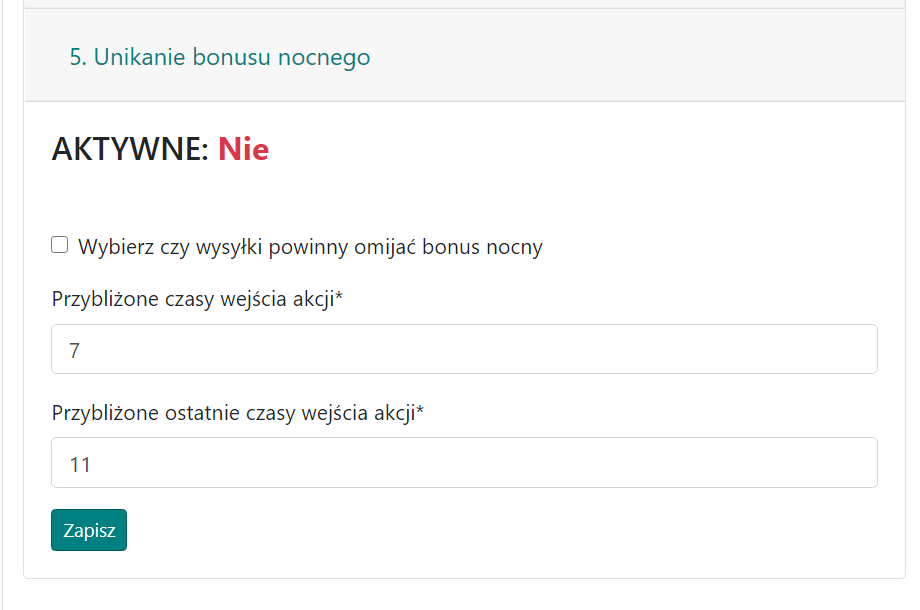 5. Unikanie bonusu nocnego
AKTYWNE: Nie
Wybierz czy wysyłki powinny omijać bonus nocny
Przybliżone czasy wejścia akcji*
7
Przybliżone ostatnie czasy wejścia akcji*
11
Zapisz